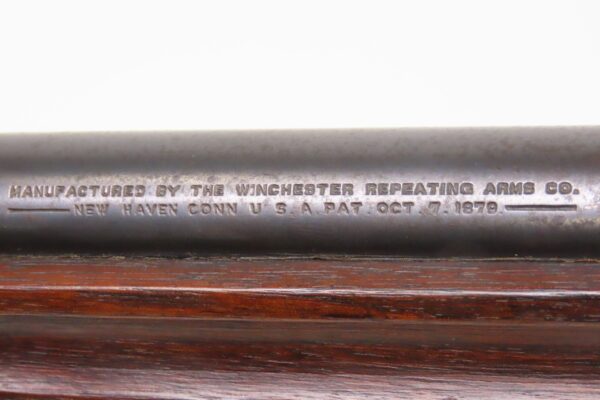 MANUFACTURED BY THE WINCHESTER REPEATING ARMS CO.
NEW HAVEN CONN U.S.A. PAT. OCT. 7. 1879